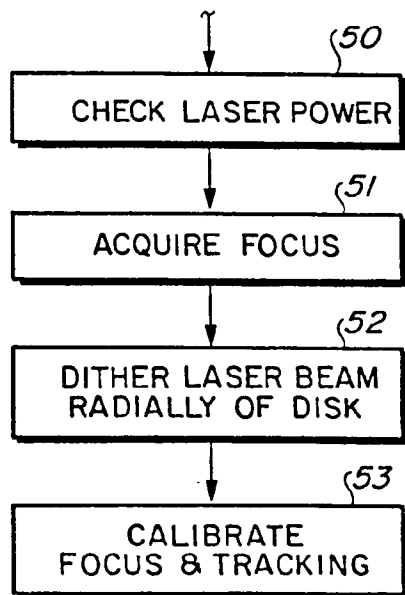 50
CHECK LASER POWER
51
ACQUIRE FOCUS
52
DITHER LASER BEAM
RADIALLY OF DISK
53
CALIBRATE
FOCUS & TRACKING